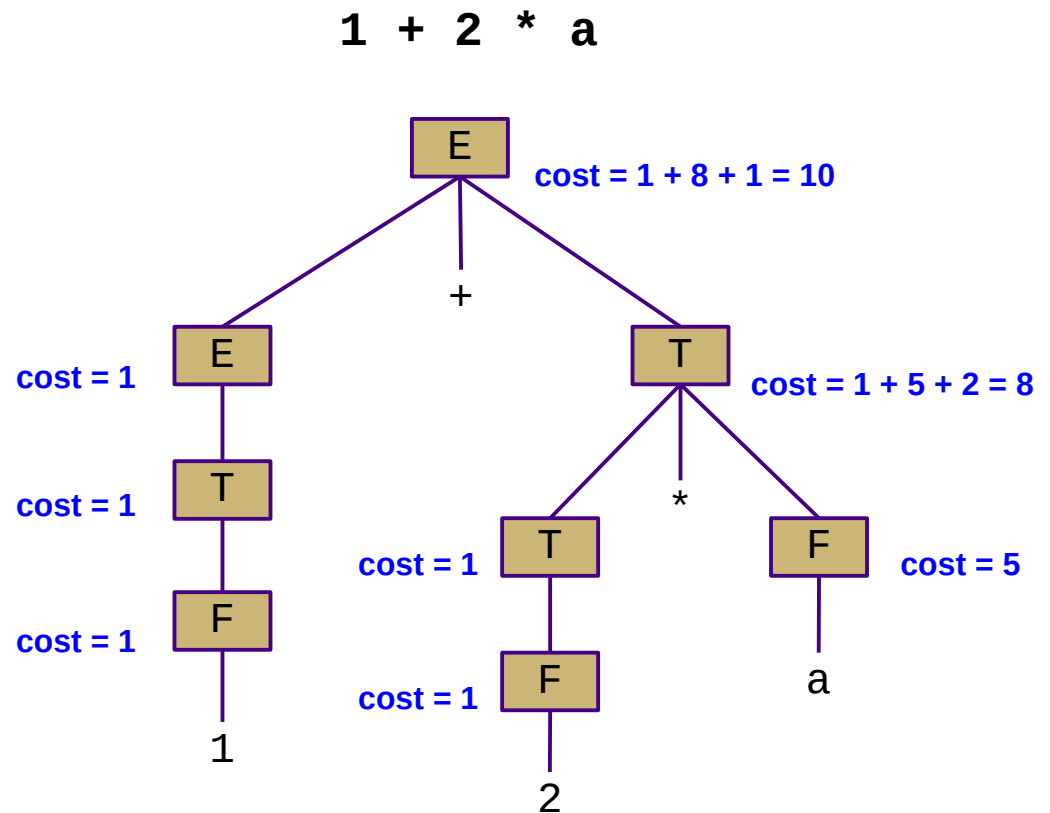 1 + 2 * a
E
cost = 1 + 8 + 1 = 10
+
E
cost = 1
T
cost = 1 + 5 + 2 = 8
T
cost = 1
*
T
cost = 1
F
cost = 5
F
cost = 1
a
F
cost = 1
1
2